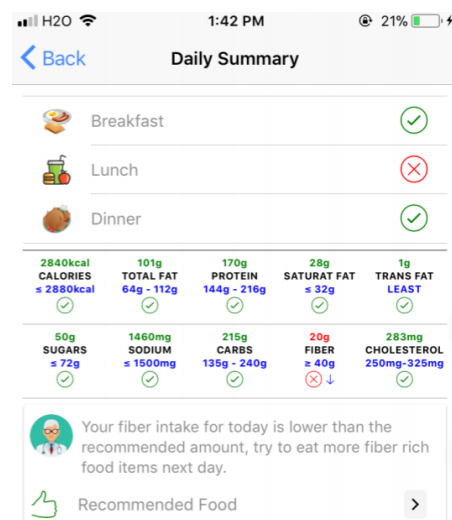 H2O 1:42 PM 21%
Back Daily Summary
Breakfast
Lunch
Dinner
2840kcal 101g 170g 28g 1g
CALORIES TOTAL FAT PROTEIN SATURAT FAT TRANS FAT
≤ 2880kcal 64g - 112g 144g - 216g ≤ 32g LEAST
50g 1460mg 215g 20g 283mg
SUGARS SODIUM CARBS FIBER CHOLESTEROL
≤ 72g ≤ 1500mg 135g - 240g ≥ 40g 250mg-325mg
Your fiber intake for today is lower than the
recommended amount, try to eat more fiber rich
food items next day.
Recommended Food